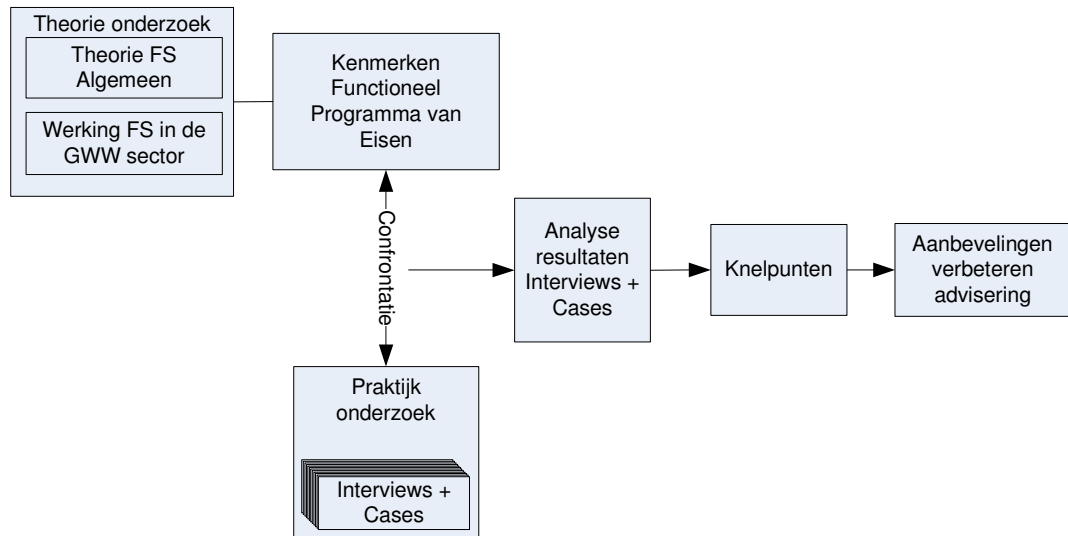 Theorie onderzoek
Theorie FS
Algemeen
Werking FS in de
GWW sector
Kenmerken
Functioneel
Programma van
Eisen
Confrontatie
Praktijk
onderzoek
Interviews +
Cases
Analyse
resultaten
Interviews +
Cases
Knelpunten
Aanbevelingen
verbeteren
advisering